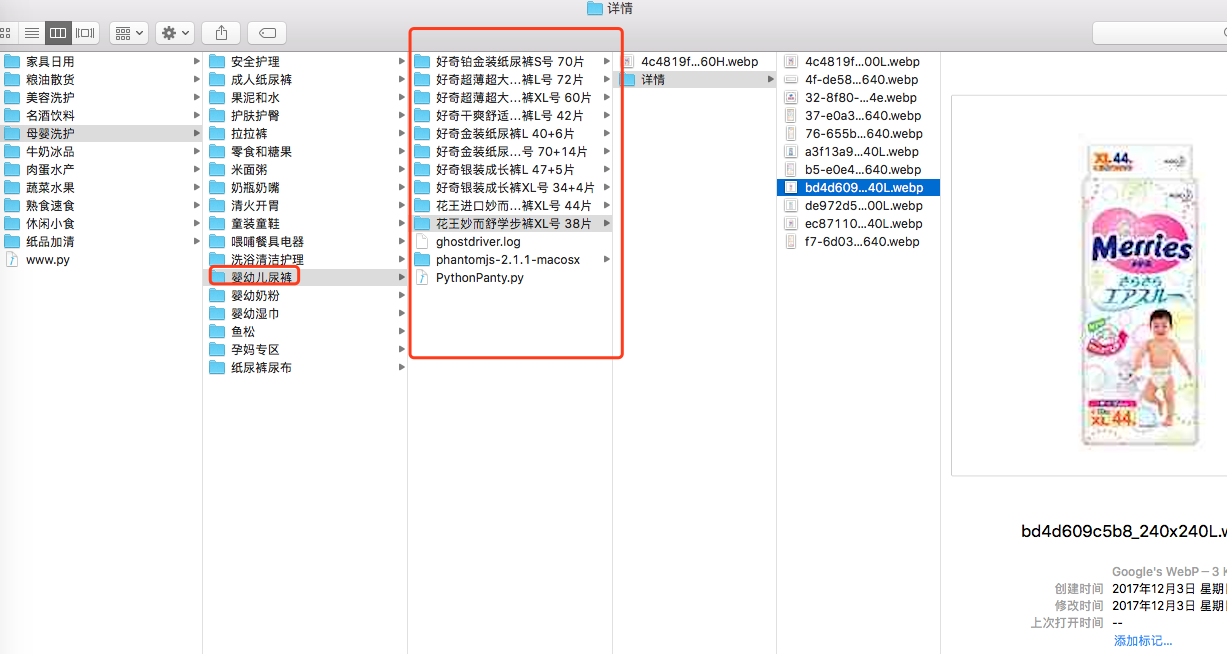 详情
家具日用
粮油散货
美容洗护
名酒饮料
母婴洗护
牛奶冰品
肉蛋水产
蔬菜水果
熟食速食
休闲小食
纸品加清
www.py
安全护理
成人纸尿裤
果泥和水
护肤护臀
拉拉裤
零食和糖果
米面粥
奶瓶奶嘴
清火开胃
童装童鞋
喂哺餐具电器
洗浴清洁护理
婴幼儿尿裤
婴幼奶粉
婴幼湿巾
鱼松
孕妈专区
纸尿裤尿布
好奇铂金装纸尿裤S号 70片
好奇超薄超大...裤L号 72片
好奇超薄超大...裤XL号 60片
好奇干爽舒适...裤L号 42片
好奇金装纸尿裤L 40+6片
好奇金装纸尿...号 70+14片
好奇银装成长裤L 47+5片
好奇银装成长裤XL号 34+4片
花王进口妙而...裤XL号 44片
花王妙而舒学步裤XL号 38片
ghostdriver.log
phantomjs-2.1.1-macosx
PythonPanty.py
4c4819f...60H.webp
详情
4c4819f...00L.webp
4f-de58...640.webp
32-8f80-...4e.webp
37-e0a3...640.webp
76-655b...640.webp
a3f13a9...40L.webp
b5-e0e4...640.webp
bd4d609...40L.webp
de972d5...00L.webp
ec87110...40L.webp
f7-6d03...640.webp
XL 44
Merries
さらさら
エアスルー
XL 44
bd4d609c5b8_240x240L.w
Google's WebP – 3 K
创建时间 2017年12月3日 星期
修改时间 2017年12月3日 星期
上次打开时间 --
添加标记...